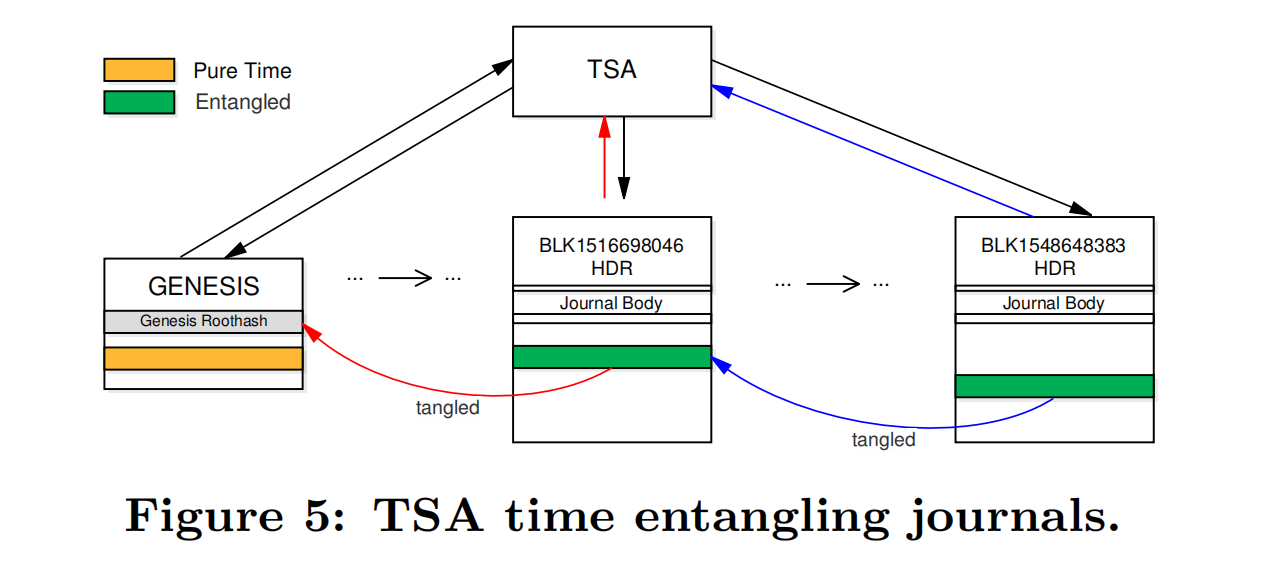 Pure Time
Entangled
TSA
GENESIS
Genesis Roothash
... ...
tangled
BLK1516698046
HDR
Journal Body
... ...
tangled
BLK1548648383
HDR
Journal Body
Figure 5: TSA time entangling journals.